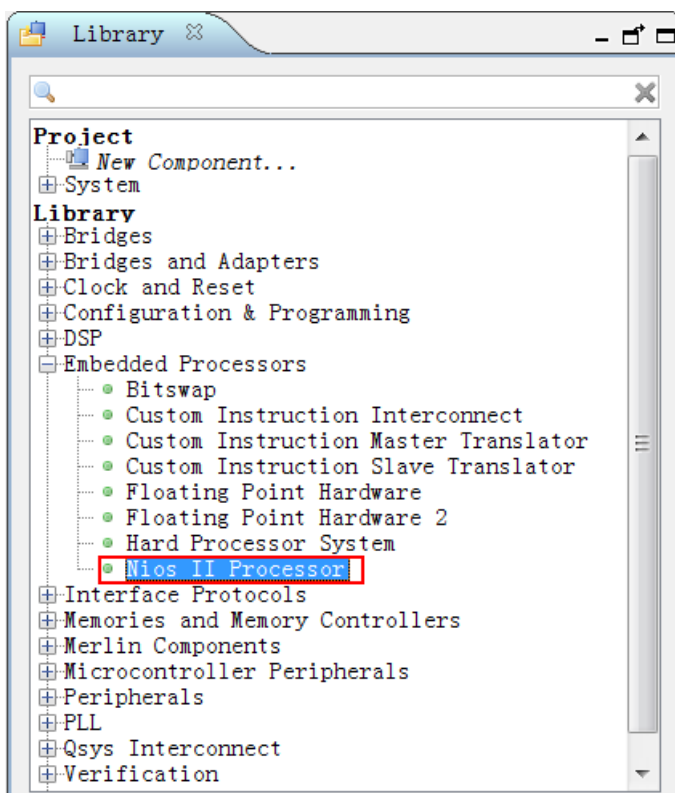 Library
Project
New Component...
System
Library
Bridges
Bridges and Adapters
Clock and Reset
Configuration & Programming
DSP
Embedded Processors
Bitswap
Custom Instruction Interconnect
Custom Instruction Master Translator
Custom Instruction Slave Translator
Floating Point Hardware
Floating Point Hardware 2
Hard Processor System
Nios II Processor
Interface Protocols
Memories and Memory Controllers
Merlin Components
Microcontroller Peripherals
Peripherals
PLL
Qsys Interconnect
Verification